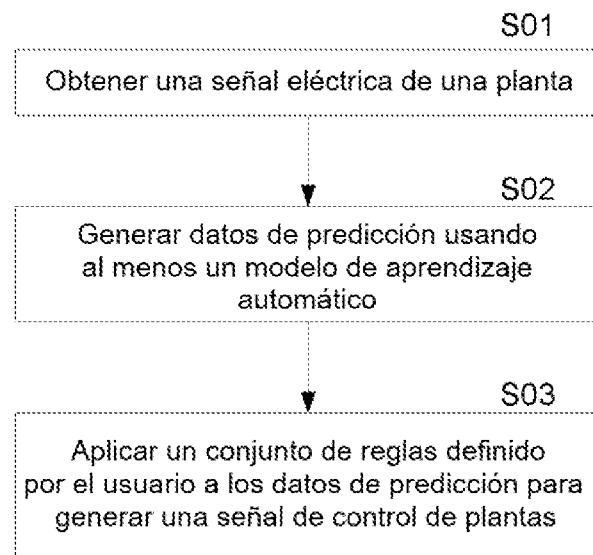 S01
Obtener una señal eléctrica de una planta
S02
Generar datos de predicción usando
al menos un modelo de aprendizaje
automático
S03
Aplicar un conjunto de reglas definido
por el usuario a los datos de predicción para
generar una señal de control de plantas